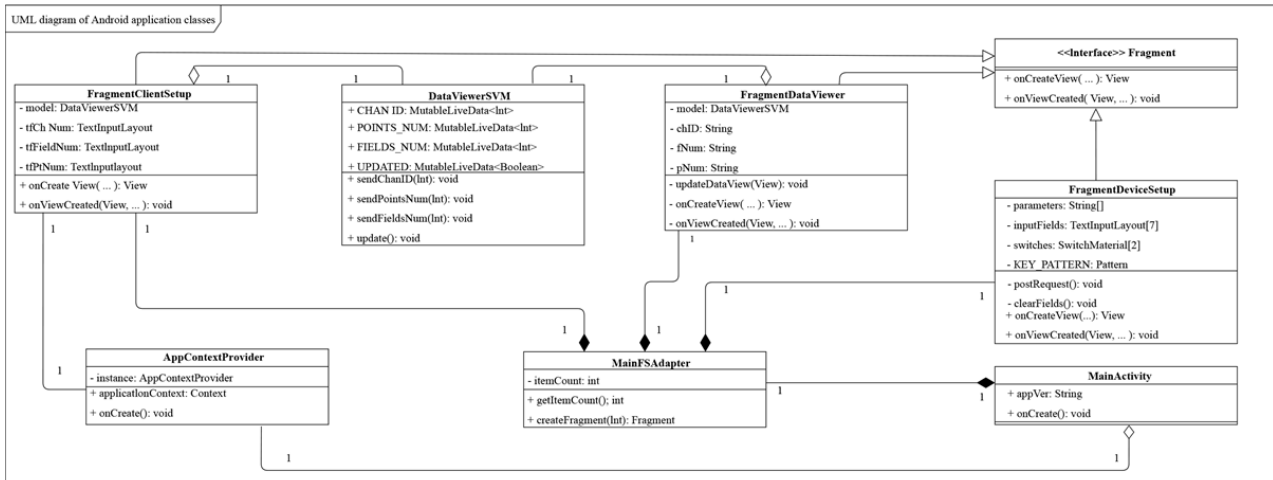 UML diagram of Android application classes
<<Interface>> Fragment
+ onCreateView( ... ): View
+ onViewCreated( View, ... ): void
1
1
1
1
FragmentClientSetup
- model: DataViewerSVM
- tfCh Num: TextInputLayout
- tfFieldNum: TextInputLayout
- tfPtNum: TextInputlayout
+ onCreate View( ... ): View
+ onViewCreated(View, ... ): void
DataViewerSVM
+ CHAN ID: MutableLiveData<Int>
+ POINTS_NUM: MutableLiveData<Int>
+ FIELDS_NUM: MutableLiveData<Int>
+ UPDATED: MutableLiveData<Boolean>
+ sendChanID(Int): void
+ sendPointsNum(Int): void
+ sendFieldsNum(Int): void
+ update(): void
FragmentDataViewer
- model: DataViewerSVM
- chID: String
- fNum: String
- pNum: String
- updateDataView(View): void
- onCreateView( ... ): View
- onViewCreated(View, ... ): void
FragmentDeviceSetup
- parameters: String[]
- inputFields: TextInputLayout[7]
- switches: SwitchMaterial[2]
- KEY_PATTERN: Pattern
- postRequest(): void
- clearFields(): void
+ onCreateView(...): View
+ onViewCreated(View, ... ): void
1
1
1
1
1
1
1
1
AppContextProvider
- instance: AppContextProvider
+ applicatlonContext: Context
+ onCreate(): void
MainFSAdapter
- itemCount: int
+ getItemCount(); int
+ createFragment(Int): Fragment
MainActivity
+ appVer: String
+ onCreate(): void
1
1
1
1
1